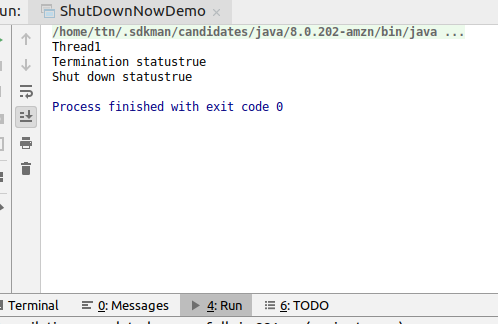 un: ShutDownNowDemo ×
/home/ttn/.sdkman/candidates/java/8.0.202-amzn/bin/java ...
Thread1
Termination statustrue
Shut down statustrue
Process finished with exit code 0
Terminal 0: Messages 4: Run 6: TODO